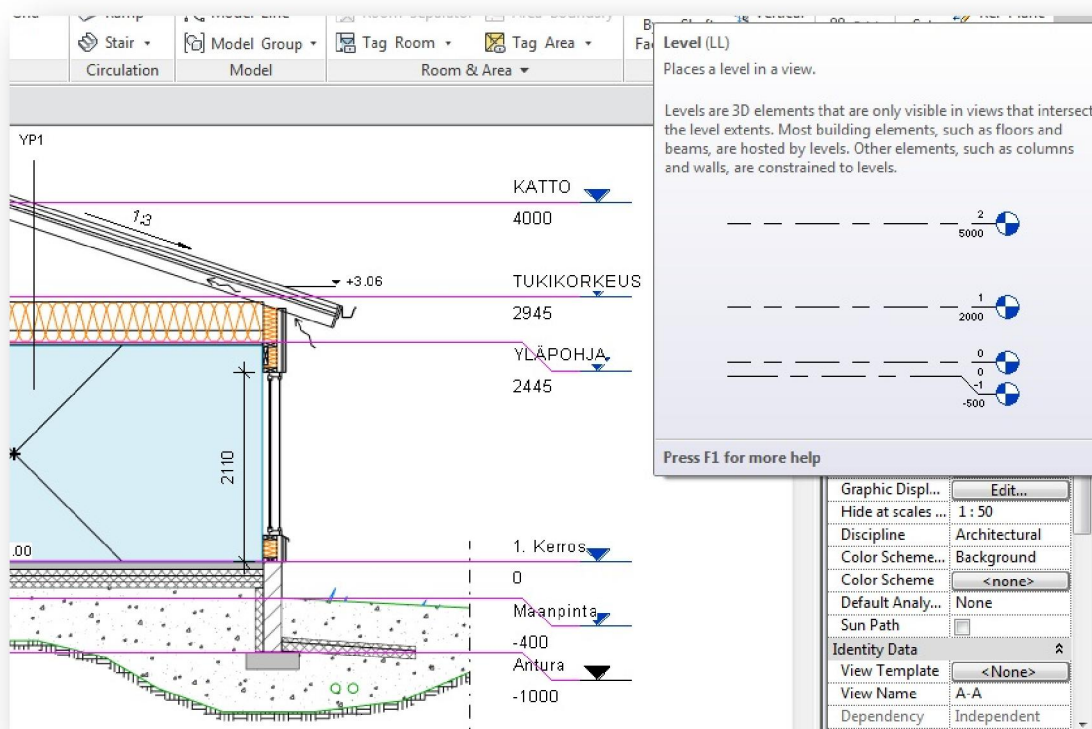 Stair
Model Group
Tag Room
Tag Area
Circulation
Model
Room & Area
Level (LL)
Places a level in a view.
Levels are 3D elements that are only visible in views that intersect
the level extents. Most building elements, such as floors and
beams, are hosted by levels. Other elements, such as columns
and walls, are constrained to levels.
2
5000
1
2000
0
0
-1
-500
Press F1 for more help
YP1
1:3
+3.06
KATTO
4000
TUKIKORKEUS
2945
YLÄPOHJA
2445
2110
.00
1. Kerros
0
Maanpinta
-400
Antura
-1000
Graphic Displ... Edit...
Hide at scales ... 1 : 50
Discipline Architectural
Color Scheme... Background
Color Scheme <none>
Default Analy... None
Sun Path
Identity Data
View Template <None>
View Name A-A
Dependency Independent